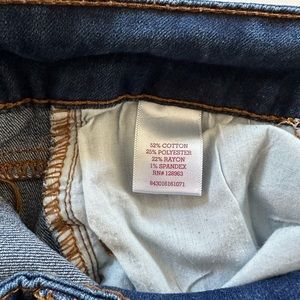 52% COTTON
25% POLYESTER
22% RAYON
1% SPANDEX
RN# 128963
843016161071